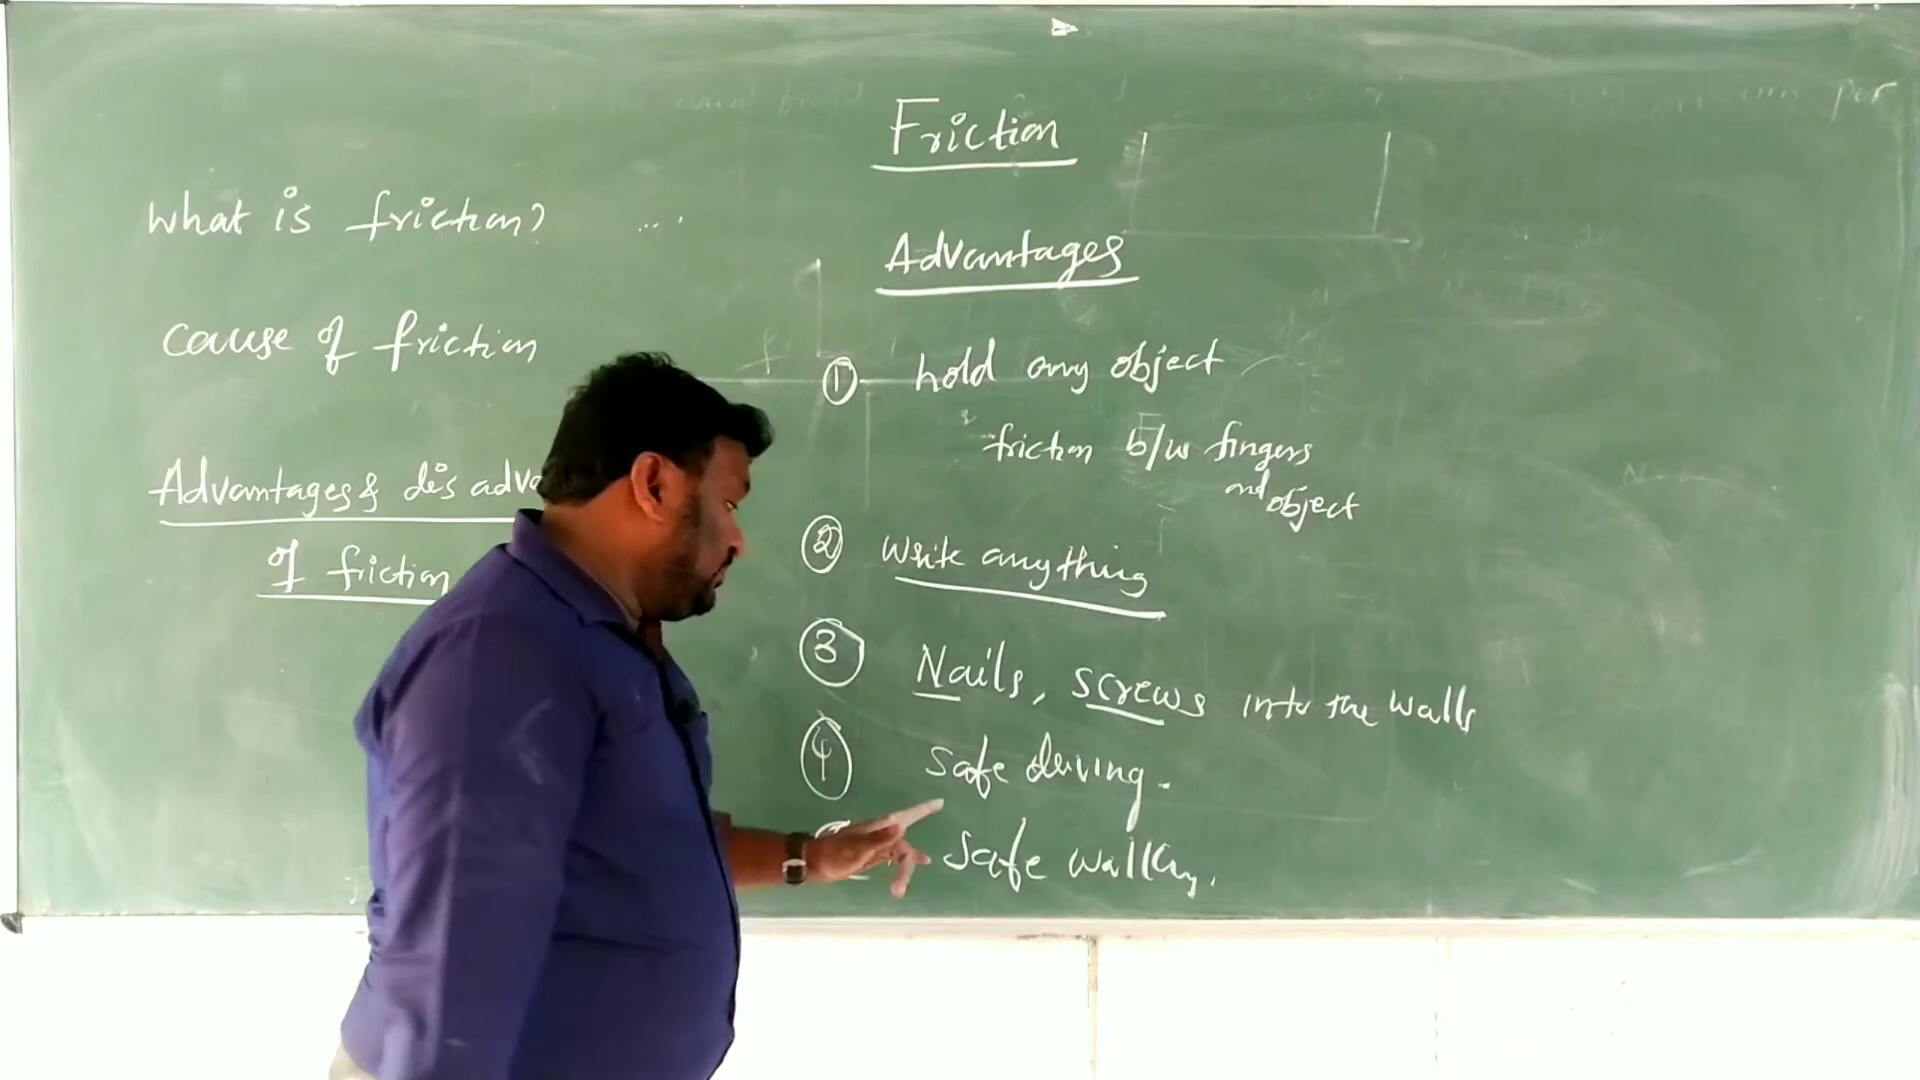 Friction
what is friction? ...
cause of friction
Advantages & dis adva
of friction
Advantages
① hold any object
friction b/w fingers
and object
② write anything
③ Nails, screws into the walls
④ safe driving.
safe walking.
per